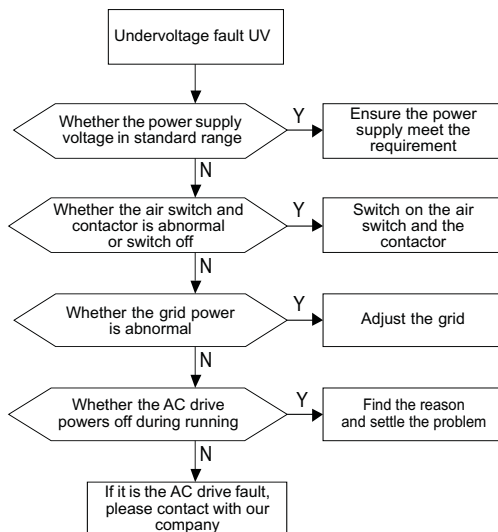 Undervoltage fault UV
Whether the power supply
voltage in standard range
Y
Ensure the power
supply meet the
requirement
N
Whether the air switch and
contactor is abnormal
or switch off
Y
Switch on the air
switch and the
contactor
N
Whether the grid power
is abnormal
Y
Adjust the grid
N
Whether the AC drive
powers off during running
Y
Find the reason
and settle the problem
N
If it is the AC drive fault,
please contact with our
company